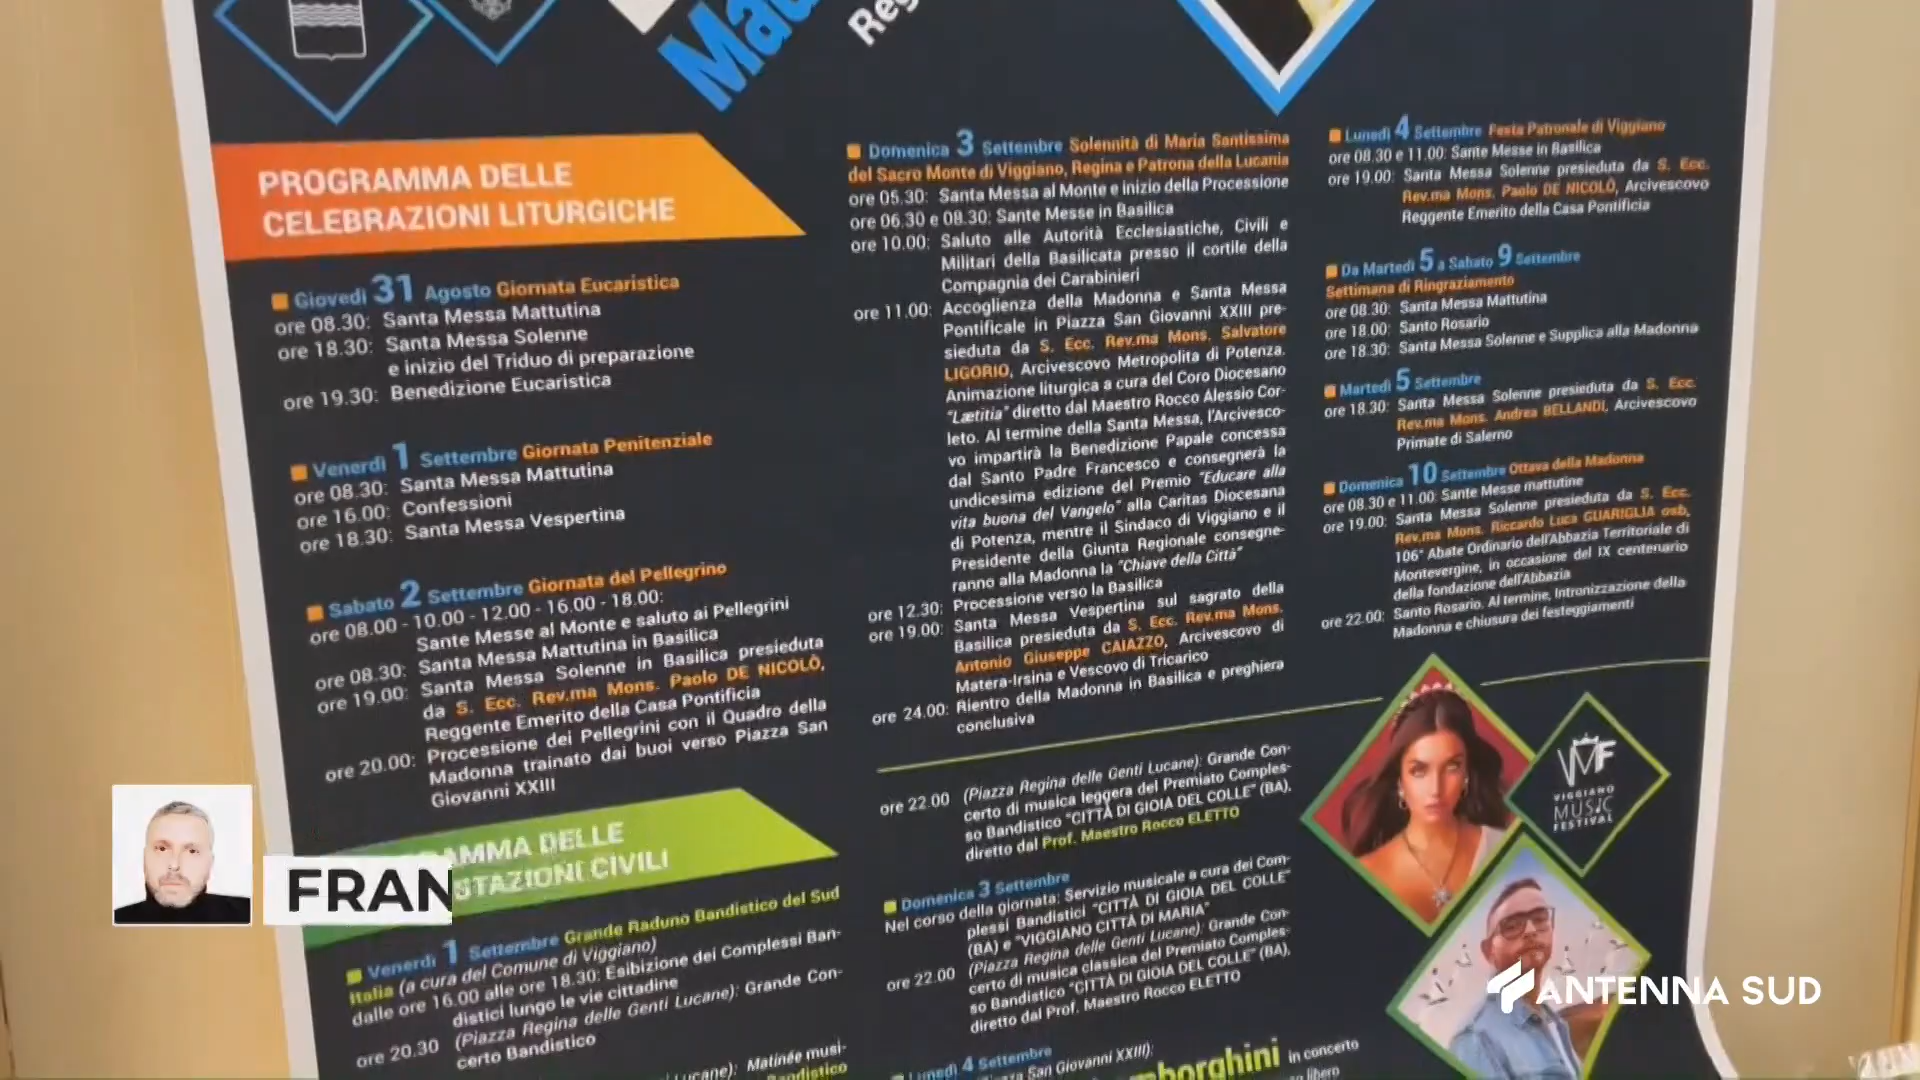 Mad
Reg
PROGRAMMA DELLE
CELEBRAZIONI LITURGICHE
Giovedì 31 Agosto Giornata Eucaristica
ore 08.30: Santa Messa Mattutina
ore 18.30: Santa Messa Solenne
e inizio del Triduo di preparazione
ore 19.30: Benedizione Eucaristica
Venerdì 1 Settembre Giornata Penitenziale
ore 08.30: Santa Messa Mattutina
ore 16.00: Confessioni
ore 18.30: Santa Messa Vespertina
Sabato 2 Settembre Giornata del Pellegrino
ore 08.00 - 10.00 - 12.00 - 16.00 - 18.00:
Sante Messe al Monte e saluto ai Pellegrini
ore 08.30: Santa Messa Mattutina in Basilica
ore 19.00: Santa Messa Solenne in Basilica presieduta
da S. Ecc. Rev.ma Mons. Paolo DE NICOLÒ,
Reggente Emerito della Casa Pontificia
ore 20.00: Processione dei Pellegrini con il Quadro della
Madonna trainato dai buoi verso Piazza San
Giovanni XXIII
Domenica 3 Settembre Solennità di Maria Santissima
del Sacro Monte di Viggiano, Regina e Patrona della Lucania
ore 05.30: Santa Messa al Monte e inizio della Processione
ore 06.30 e 08.30: Sante Messe in Basilica
ore 10.00: Saluto alle Autorità Ecclesiastiche, Civili e
Militari della Basilicata presso il cortile della
Compagnia dei Carabinieri
ore 11.00: Accoglienza della Madonna e Santa Messa
Pontificale in Piazza San Giovanni XXIII pre-
sieduta da S. Ecc. Rev.ma Mons. Salvatore
LIGORIO, Arcivescovo Metropolita di Potenza.
Animazione liturgica a cura del Coro Diocesano
"Lætitia" diretto dal Maestro Rocco Alessio Cor-
leto. Al termine della Santa Messa, l'Arcivesco-
vo impartirà la Benedizione Papale concessa
dal Santo Padre Francesco e consegnerà la
undicesima edizione del Premio "Educare alla
vita buona del Vangelo" alla Caritas Diocesana
di Potenza, mentre il Sindaco di Viggiano e il
Presidente della Giunta Regionale consegne-
ranno alla Madonna la "Chiave della Città"
ore 12.30: Processione verso la Basilica
ore 19.00: Santa Messa Vespertina sul sagrato della
Basilica presieduta da S. Ecc. Rev.ma Mons.
Antonio Giuseppe CAIAZZO, Arcivescovo di
Matera-Irsina e Vescovo di Tricarico
ore 24.00: Rientro della Madonna in Basilica e preghiera
conclusiva
Lunedì 4 Settembre Festa Patronale di Viggiano
ore 08.30 e 11.00: Sante Messe in Basilica
ore 19.00: Santa Messa Solenne presieduta da S. Ecc.
Rev.ma Mons. Paolo DE NICOLÒ, Arcivescovo
Reggente Emerito della Casa Pontificia
Da Martedì 5 a Sabato 9 Settembre
Settimana di Ringraziamento
ore 08.30: Santa Messa Mattutina
ore 18.00: Santo Rosario
ore 18.30: Santa Messa Solenne e Supplica alla Madonna
Martedì 5 Settembre
ore 18.30: Santa Messa Solenne presieduta da S. Ecc.
Rev.ma Mons. Andrea BELLANDI, Arcivescovo
Primate di Salerno
Domenica 10 Settembre Ottava della Madonna
ore 08.30 e 11.00: Sante Messe mattutine
ore 19.00: Santa Messa Solenne presieduta da S. Ecc.
Rev.ma Mons. Riccardo Luca GUARIGLIA osb,
106° Abate Ordinario dell'Abbazia Territoriale di
Montevergine, in occasione del IX centenario
della fondazione dell'Abbazia
ore 22.00: Santo Rosario. Al termine, Intronizzazione della
Madonna e chiusura dei festeggiamenti
AMMA DELLE
STAZIONI CIVILI
FRAN
Venerdì 1 Settembre Grande Raduno Bandistico del Sud
Italia (a cura del Comune di Viggiano)
dalle ore 16.00 alle ore 18.30: Esibizione dei Complessi Ban-
distici lungo le vie cittadine
ore 20.30 (Piazza Regina delle Genti Lucane): Grande Con-
certo Bandistico
Lucane): Matinée musi-
Bandistico
ore 22.00 (Piazza Regina delle Genti Lucane): Grande Con-
certo di musica leggera del Premiato Comples-
so Bandistico "CITTÀ DI GIOIA DEL COLLE" (BA),
diretto dal Prof. Maestro Rocco ELETTO
Domenica 3 Settembre
Nel corso della giornata: Servizio musicale a cura dei Com-
plessi Bandistici "CITTÀ DI GIOIA DEL COLLE"
(BA) e "VIGGIANO CITTÀ DI MARIA"
ore 22.00 (Piazza Regina delle Genti Lucane): Grande Con-
certo di musica classica del Premiato Comples-
so Bandistico "CITTÀ DI GIOIA DEL COLLE" (BA),
diretto dal Prof. Maestro Rocco ELETTO
Lunedì 4 Settembre
(Piazza San Giovanni XXIII):
mborghini in concerto
libero
VMF
VIGGIANO
MUSIC
FESTIVAL
ANTENNA SUD